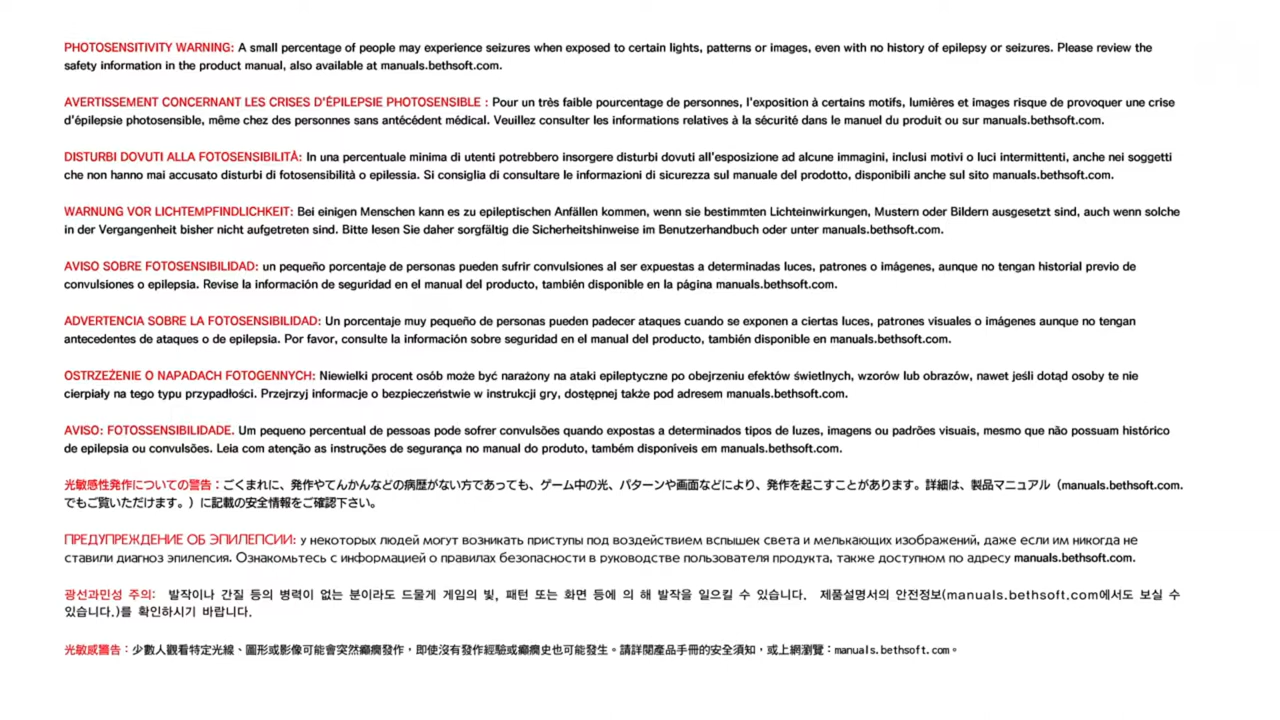 PHOTOSENSITIVITY WARNING: A small percentage of people may experience seizures when exposed to certain lights, patterns or images, even with no history of epilepsy or seizures. Please review the
safety information in the product manual, also available at manuals.bethsoft.com.
AVERTISSEMENT CONCERNANT LES CRISES D'ÉPILEPSIE PHOTOSENSIBLE : Pour un très faible pourcentage de personnes, l'exposition à certains motifs, lumières et images risque de provoquer une crise
d'épilepsie photosensible, même chez des personnes sans antécédent médical. Veuillez consulter les informations relatives à la sécurité dans le manuel du produit ou sur manuals.bethsoft.com.
DISTURBI DOVUTI ALLA FOTOSENSIBILITÀ: In una percentuale minima di utenti potrebbero insorgere disturbi dovuti all'esposizione ad alcune immagini, inclusi motivi o luci intermittenti, anche nei soggetti
che non hanno mai accusato disturbi di fotosensibilità o epilessia. Si consiglia di consultare le informazioni di sicurezza sul manuale del prodotto, disponibili anche sul sito manuals.bethsoft.com.
WARNUNG VOR LICHTEMPFINDLICHKEIT: Bei einigen Menschen kann es zu epileptischen Anfällen kommen, wenn sie bestimmten Lichteinwirkungen, Mustern oder Bildern ausgesetzt sind, auch wenn solche
in der Vergangenheit bisher nicht aufgetreten sind. Bitte lesen Sie daher sorgfältig die Sicherheitshinweise im Benutzerhandbuch oder unter manuals.bethsoft.com.
AVISO SOBRE FOTOSENSIBILIDAD: un pequeño porcentaje de personas pueden sufrir convulsiones al ser expuestas a determinadas luces, patrones o imágenes, aunque no tengan historial previo de
convulsiones o epilepsia. Revise la información de seguridad en el manual del producto, también disponible en la página manuals.bethsoft.com.
ADVERTENCIA SOBRE LA FOTOSENSIBILIDAD: Un porcentaje muy pequeño de personas pueden padecer ataques cuando se exponen a ciertas luces, patrones visuales o imágenes aunque no tengan
antecedentes de ataques o de epilepsia. Por favor, consulte la información sobre seguridad en el manual del producto, también disponible en manuals.bethsoft.com.
OSTRZEŻENIE O NAPADACH FOTOGENNYCH: Niewielki procent osób może być narażony na ataki epileptyczne po obejrzeniu efektów świetlnych, wzorów lub obrazów, nawet jeśli dotąd osoby te nie
cierpiały na tego typu przypadłości. Przejrzyj informacje o bezpieczeństwie w instrukcji gry, dostępnej także pod adresem manuals.bethsoft.com.
AVISO: FOTOSSENSIBILIDADE. Um pequeno percentual de pessoas pode sofrer convulsões quando expostas a determinados tipos de luzes, imagens ou padrões visuais, mesmo que não possuam histórico
de epilepsia ou convulsões. Leia com atenção as instruções de segurança no manual do produto, também disponíveis em manuals.bethsoft.com.
光敏感性発作についての警告：ごくまれに、発作やてんかんなどの病歴がない方であっても、ゲーム中の光、パターンや画面などにより、発作を起こすことがあります。詳細は、製品マニュアル（manuals.bethsoft.com.
でもご覧いただけます。）に記載の安全情報をご確認下さい。
ПРЕДУПРЕЖДЕНИЕ ОБ ЭПИЛЕПСИИ: у некоторых людей могут возникать приступы под воздействием вспышек света и мелькающих изображений, даже если им никогда не
ставили диагноз эпилепсия. Ознакомьтесь с информацией о правилах безопасности в руководстве пользователя продукта, также доступном по адресу manuals.bethsoft.com.
광선과민성 주의: 발작이나 간질 등의 병력이 없는 분이라도 드물게 게임의 빛, 패턴 또는 화면 등에 의 해 발작을 일으킬 수 있습니다. 제품설명서의 안전정보(manuals.bethsoft.com에서도 보실 수
있습니다.)를 확인하시기 바랍니다.
光敏感警告：少數人觀看特定光線、圖形或影像可能會突然癲癇發作，即使沒有發作經驗或癲癇史也可能發生。請詳閱產品手冊的安全須知，或上網瀏覽：manuals.bethsoft.com。